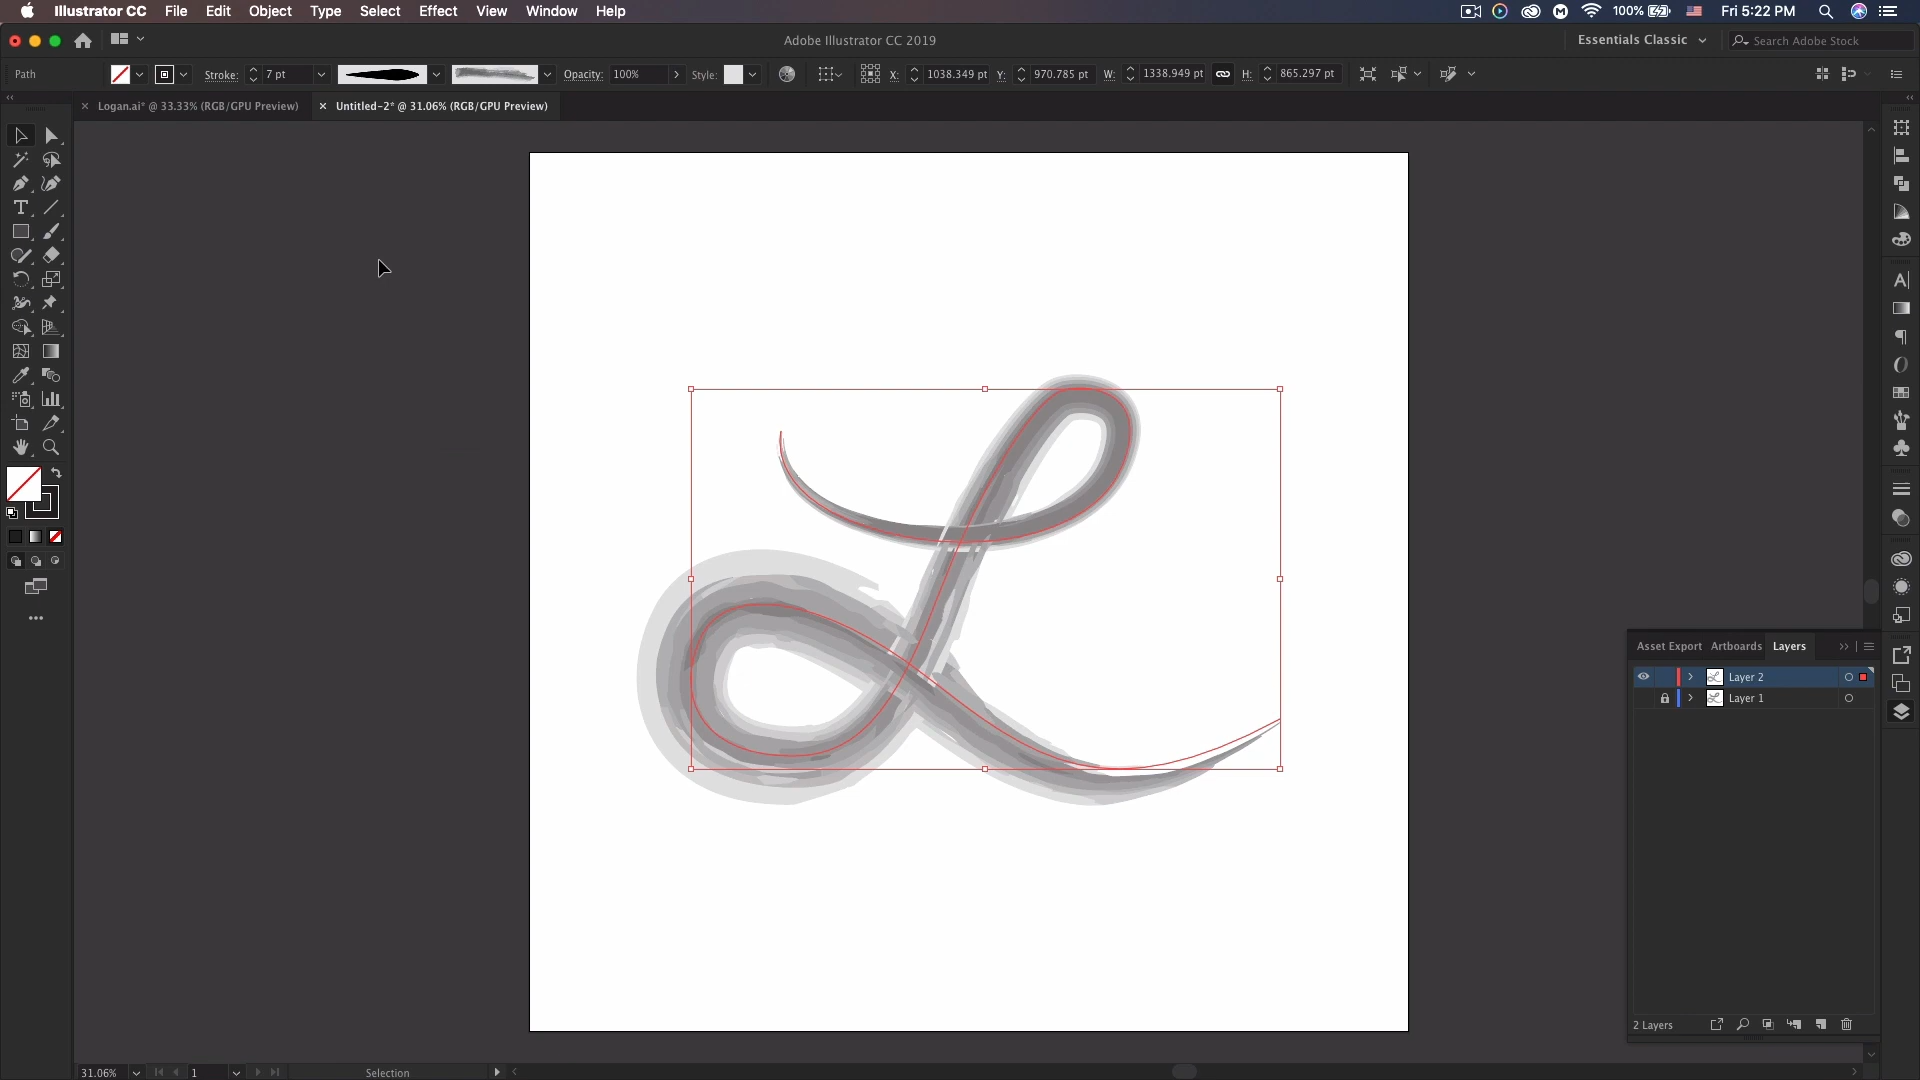 Illustrator CC File Edit Object Type Select Effect View Window Help 100% Fri 5:22 PM
Adobe Illustrator CC 2019 Essentials Classic Search Adobe Stock
Path Stroke: 7 pt Opacity: 100% Style: X: 1038.349 pt Y: 970.785 pt W: 1338.949 pt H: 865.297 pt
Logan.ai* @ 33.33% (RGB/GPU Preview) Untitled-2* @ 31.06% (RGB/GPU Preview)
Asset Export Artboards Layers
Layer 2
Layer 1
2 Layers
31.06% 1 Selection